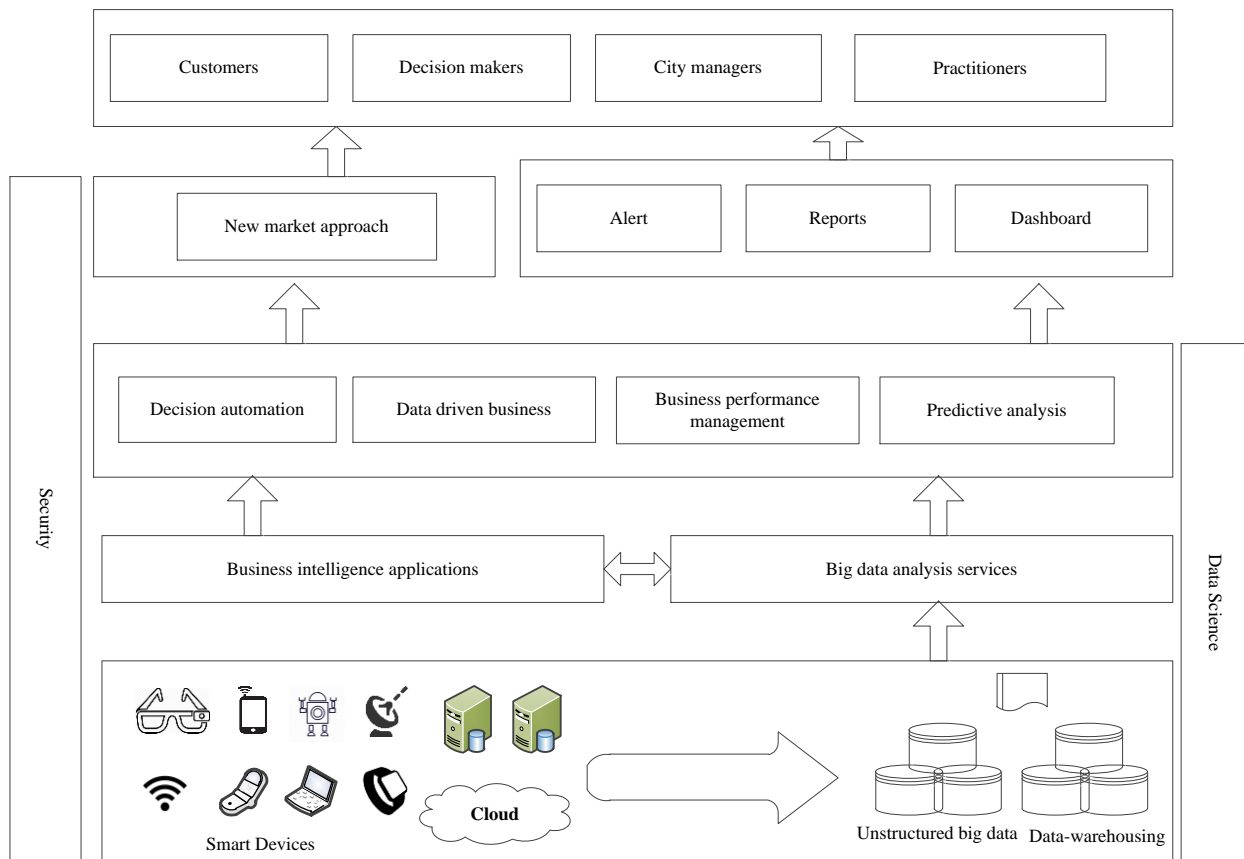 Customers
Decision makers
City managers
Practitioners
New market approach
Alert
Reports
Dashboard
Decision automation
Data driven business
Business performance
management
Predictive analysis
Security
Business intelligence applications
Big data analysis services
Data Science
Cloud
Smart Devices
Unstructured big data
Data-warehousing